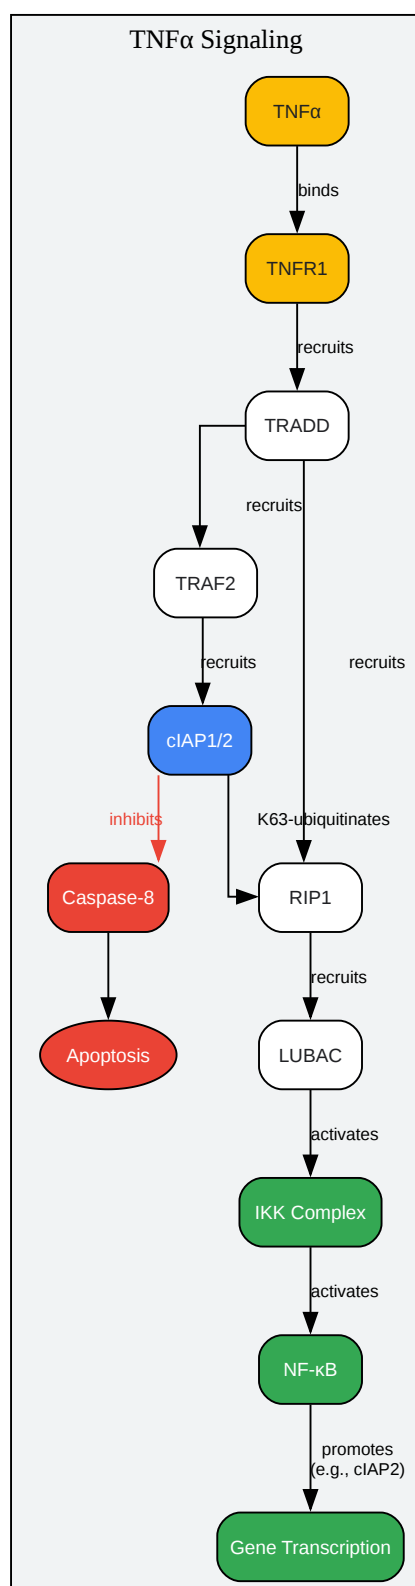 TNFα Signaling
TNFα
binds
TNFR1
recruits
TRADD
recruits
TRAF2
recruits
recruits
cIAP1/2
inhibits
K63-ubiquitinates
Caspase-8
RIP1
recruits
Apoptosis
LUBAC
activates
IKK Complex
activates
NF-κB
promotes
(e.g., cIAP2)
Gene Transcription